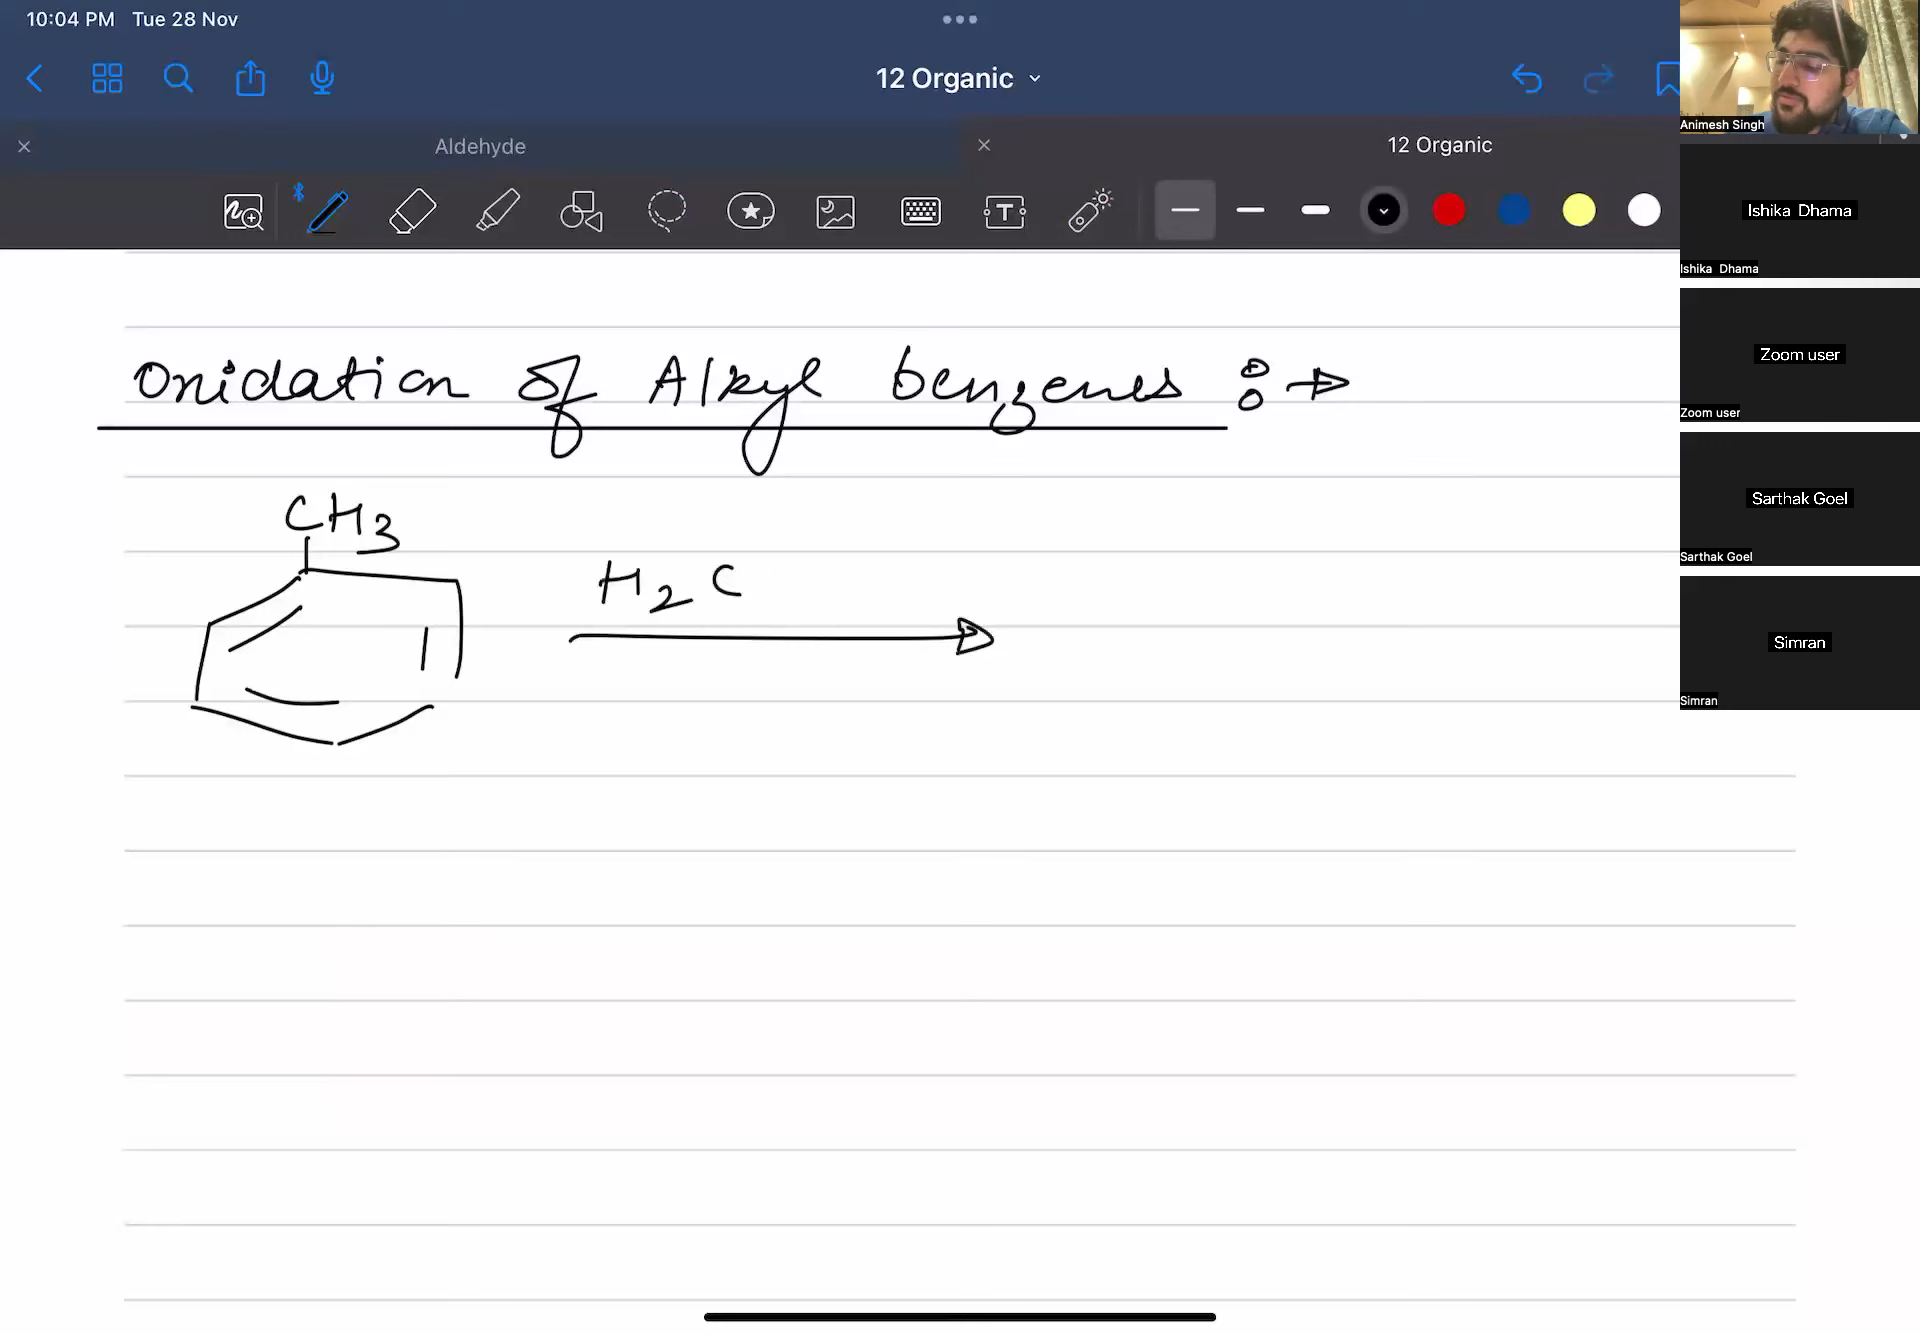 10:04 PM Tue 28 Nov
12 Organic
Aldehyde
12 Organic
Animesh Singh
Ishika Dhama
Ishika Dhama
Zoom user
Zoom user
Sarthak Goel
Sarthak Goel
Simran
Simran
Oxidation of Alkyl benzenes :→
CH3
H2C